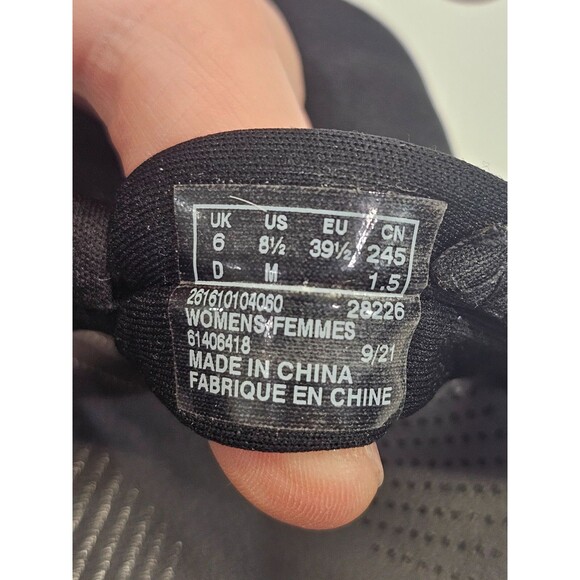 UK US EU CN
6 8½ 39½ 245
D M 1.5
261610104060 28226
WOMENS/FEMMES
61406418 9/21
MADE IN CHINA
FABRIQUE EN CHINE